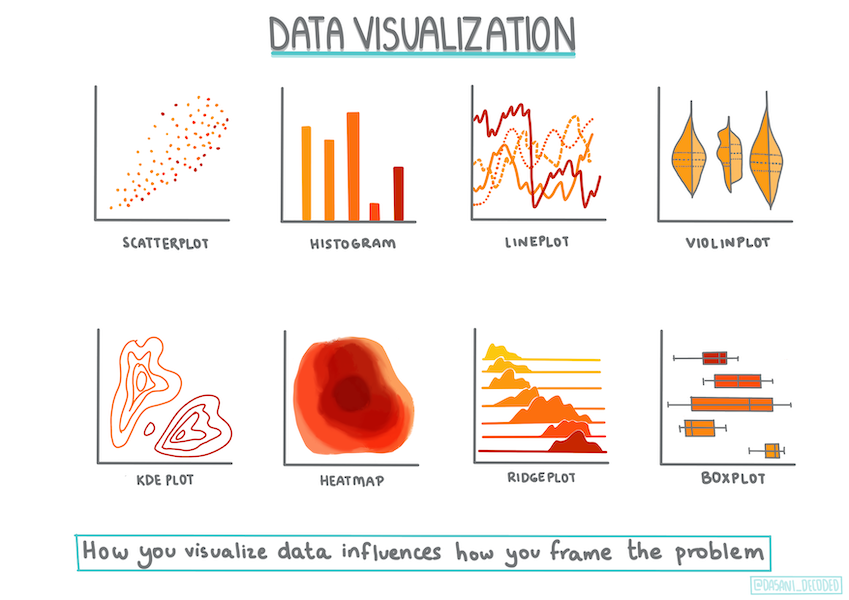 DATA VISUALIZATION
SCATTERPLOT
HISTOGRAM
LINEPLOT
VIOLINPLOT
KDE PLOT
HEATMAP
RIDGEPLOT
BOXPLOT
How you visualize data influences how you frame the problem
@DASANI_DECODED